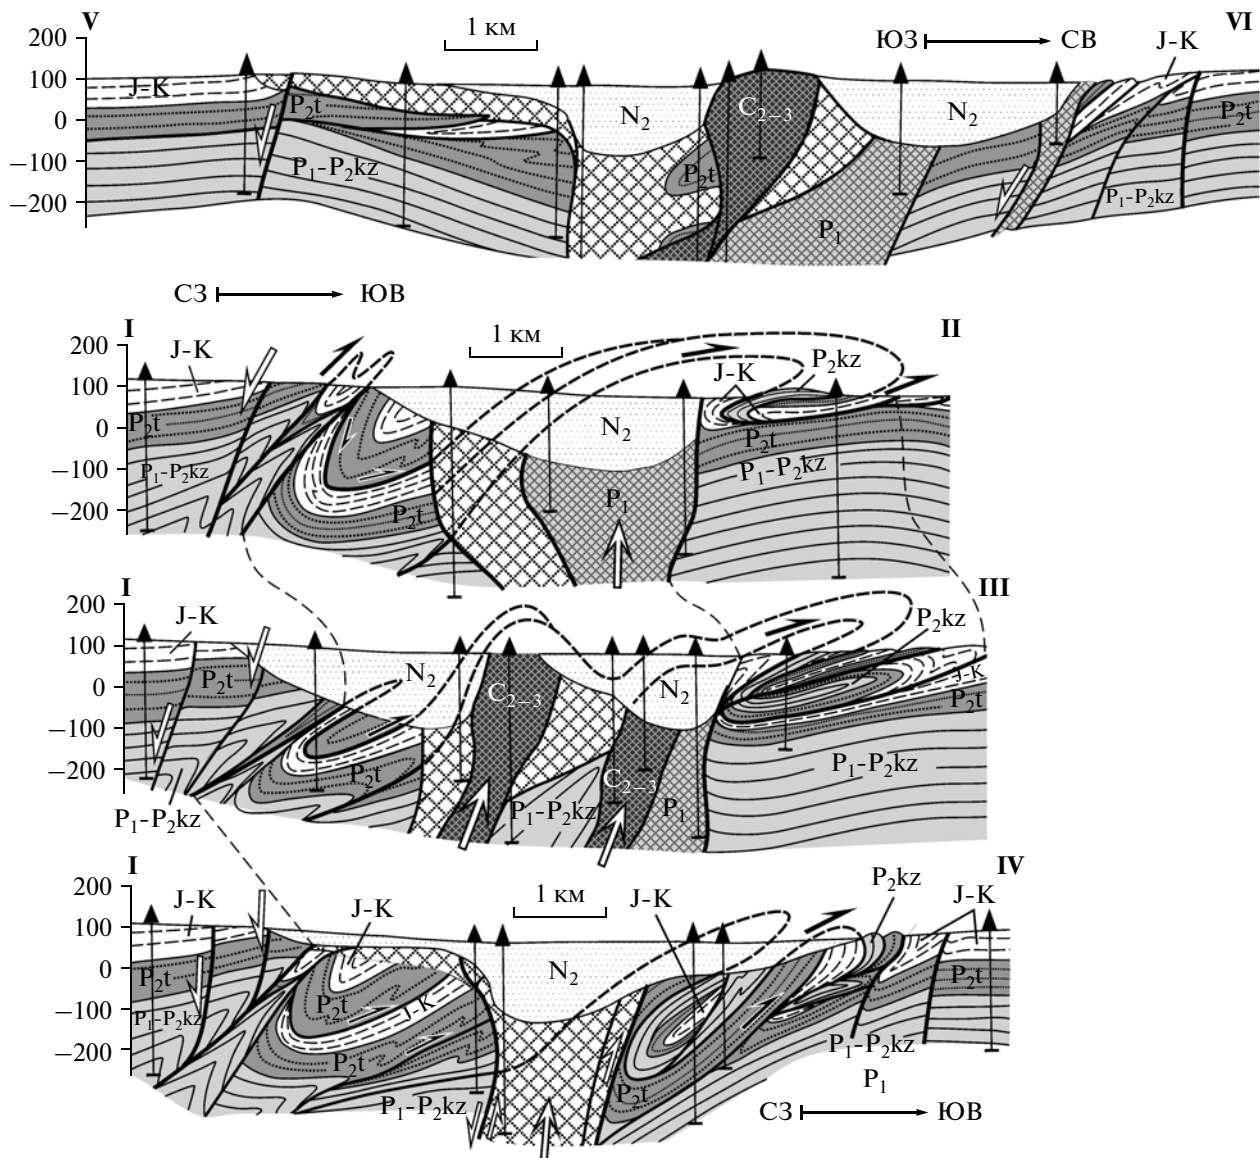 V
1 км
VI
ЮЗ
СВ
J-K
200
100
0
−100
−200
J-K
P₂t
N₂
C₂₋₃
N₂
P₂t
P₂t
P₁-P₂kz
P₁
P₁-P₂kz
СЗ
ЮВ
I
1 км
II
200
100
0
−100
−200
J-K
P₂kz
J-K
P₂t
N₂
P₂t
P₁-P₂kz
P₁-P₂kz
P₂t
P₁
I
III
200
100
0
−100
−200
J-K
P₂kz
P₂t
N₂
C₂₋₃
N₂
J-K
P₂t
P₂t
C₂₋₃
P₁-P₂kz
P₁-P₂kz
P₁-P₂kz
P₁
I
IV
200
100
0
−100
−200
J-K
J-K
1 км
J-K
P₂kz
J-K
P₂t
P₂t
N₂
P₂t
J-K
P₁-P₂kz
P₂t
P₁-P₂kz
P₂t
P₁
P₁-P₂kz
СЗ
ЮВ